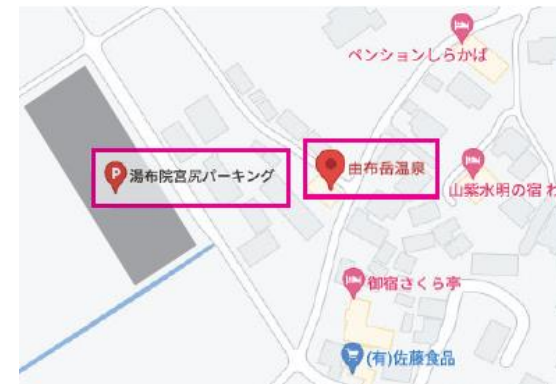 ペンションしらかば
P 湯布院宮尻パーキング
由布岳温泉
山紫水明の宿 わ
御宿さくら亭
(有)佐藤食品